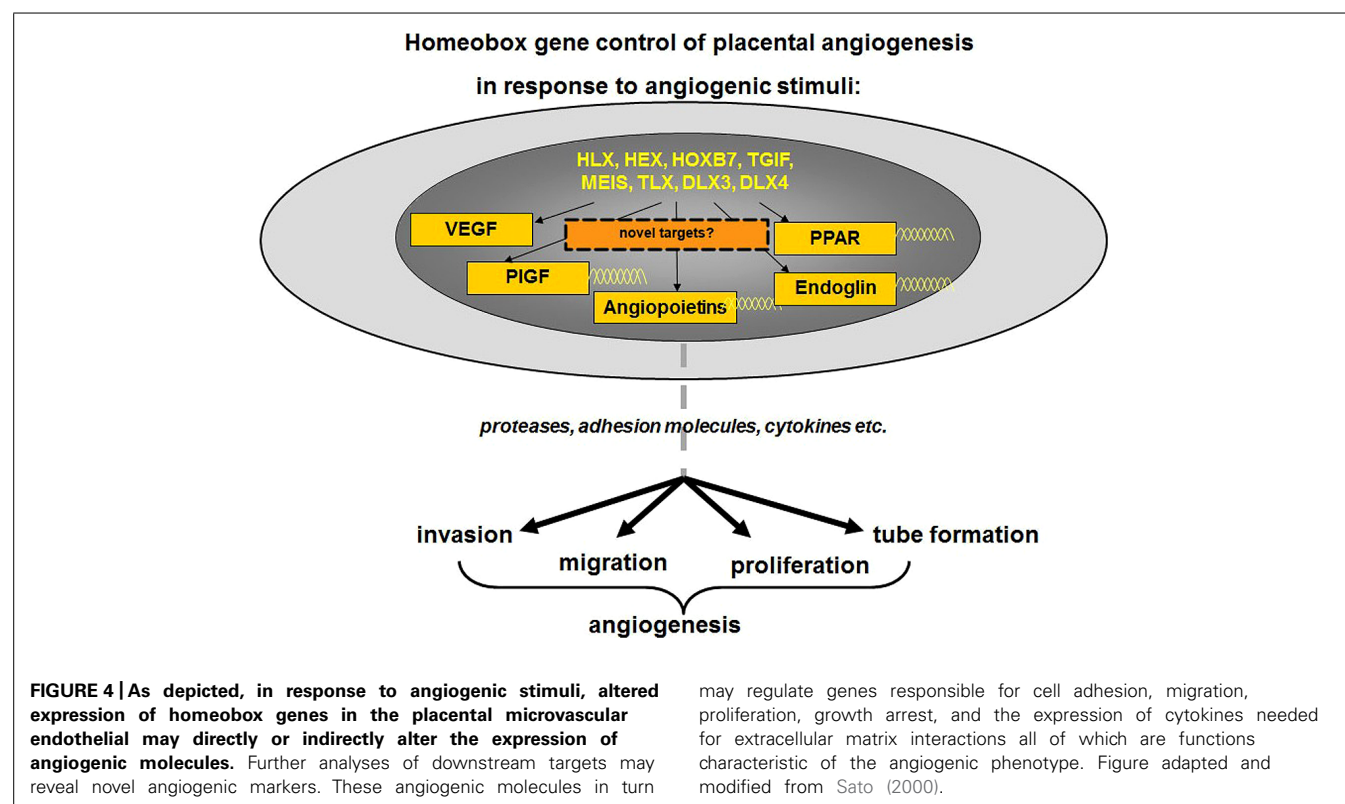 Homeobox gene control of placental angiogenesis
in response to angiogenic stimuli:
HLX, HEX, HOXB7, TGIF,
MEIS, TLX, DLX3, DLX4
VEGF
novel targets?
PPAR
PIGF
Endoglin
Angiopoietins
proteases, adhesion molecules, cytokines etc.
invasion
tube formation
migration
proliferation
angiogenesis
FIGURE 4 | As depicted, in response to angiogenic stimuli, altered
expression of homeobox genes in the placental microvascular
endothelial may directly or indirectly alter the expression of
angiogenic molecules. Further analyses of downstream targets may
reveal novel angiogenic markers. These angiogenic molecules in turn
may regulate genes responsible for cell adhesion, migration,
proliferation, growth arrest, and the expression of cytokines needed
for extracellular matrix interactions all of which are functions
characteristic of the angiogenic phenotype. Figure adapted and
modified from Sato (2000).